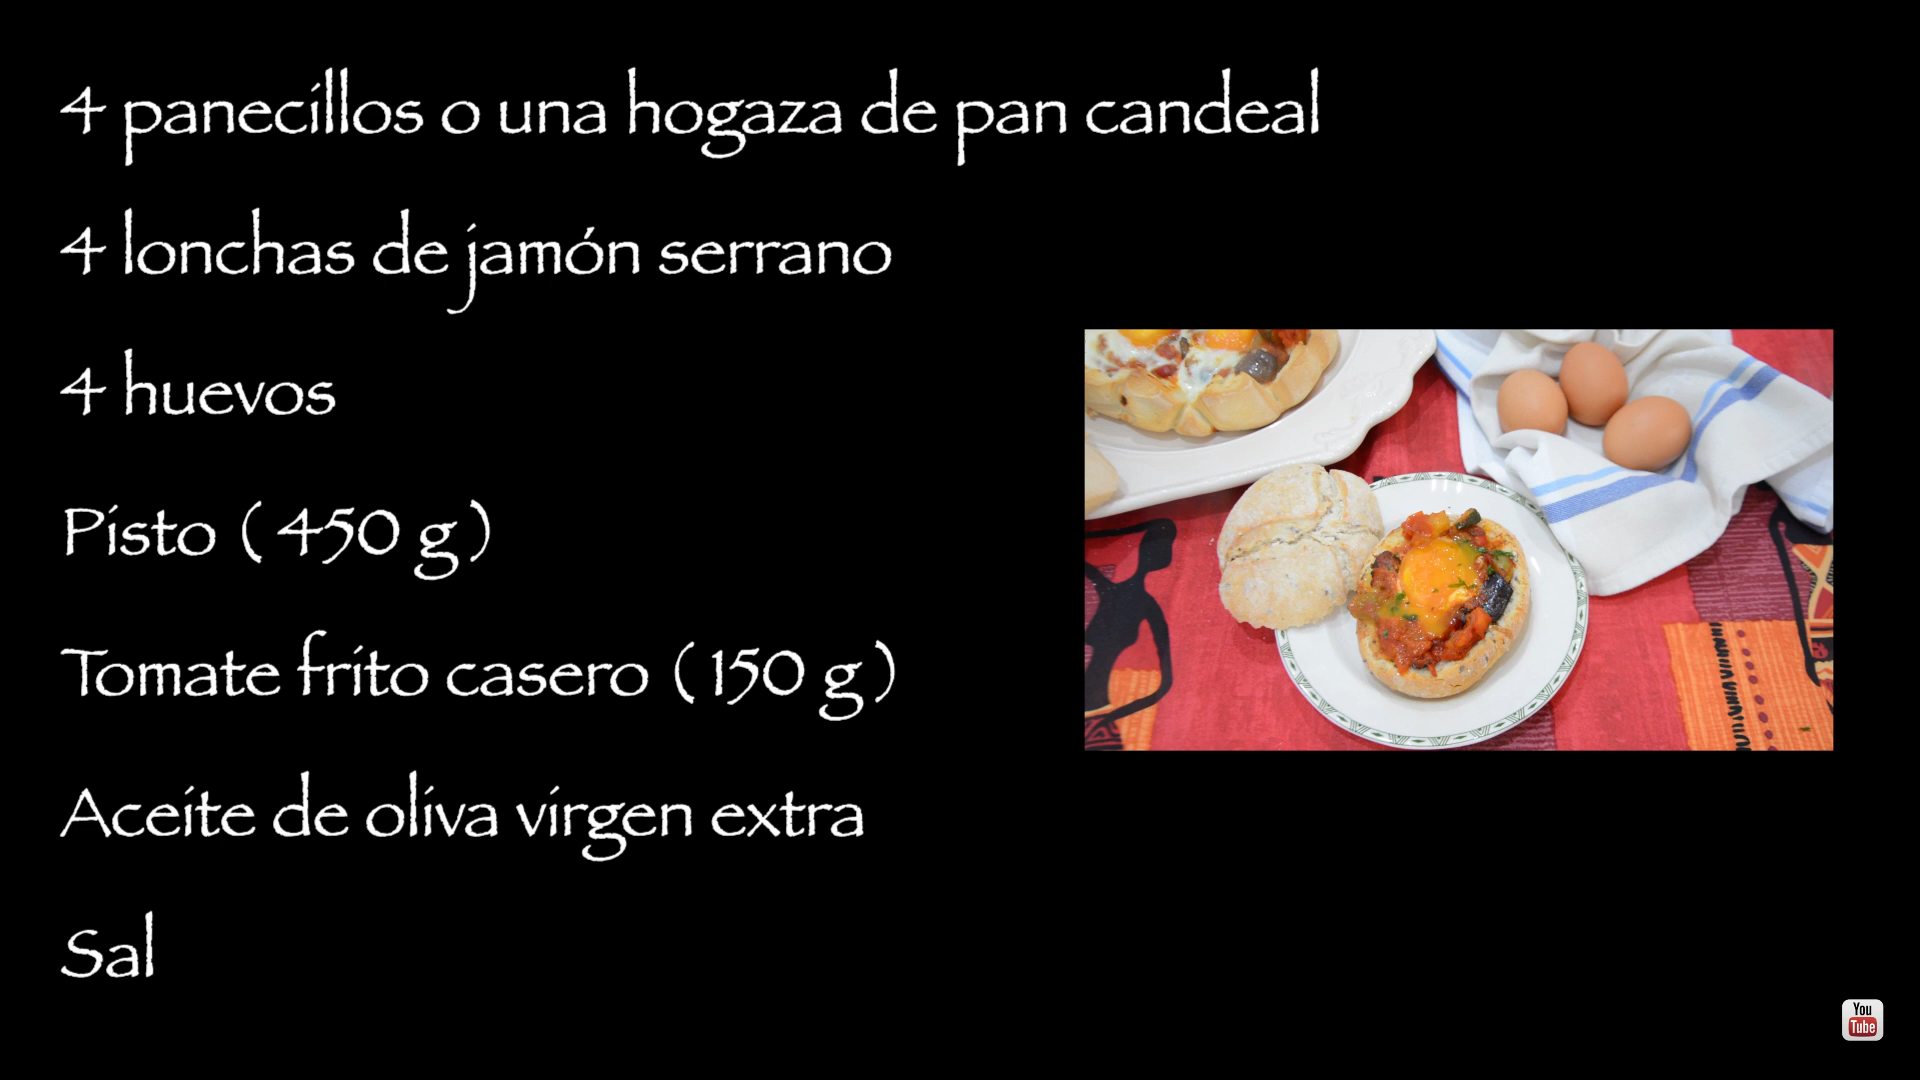 4 panecillos o una hogaza de pan candeal
4 lonchas de jamón serrano
4 huevos
Pisto ( 450 g )
Tomate frito casero ( 150 g )
Aceite de oliva virgen extra
Sal
You
Tube